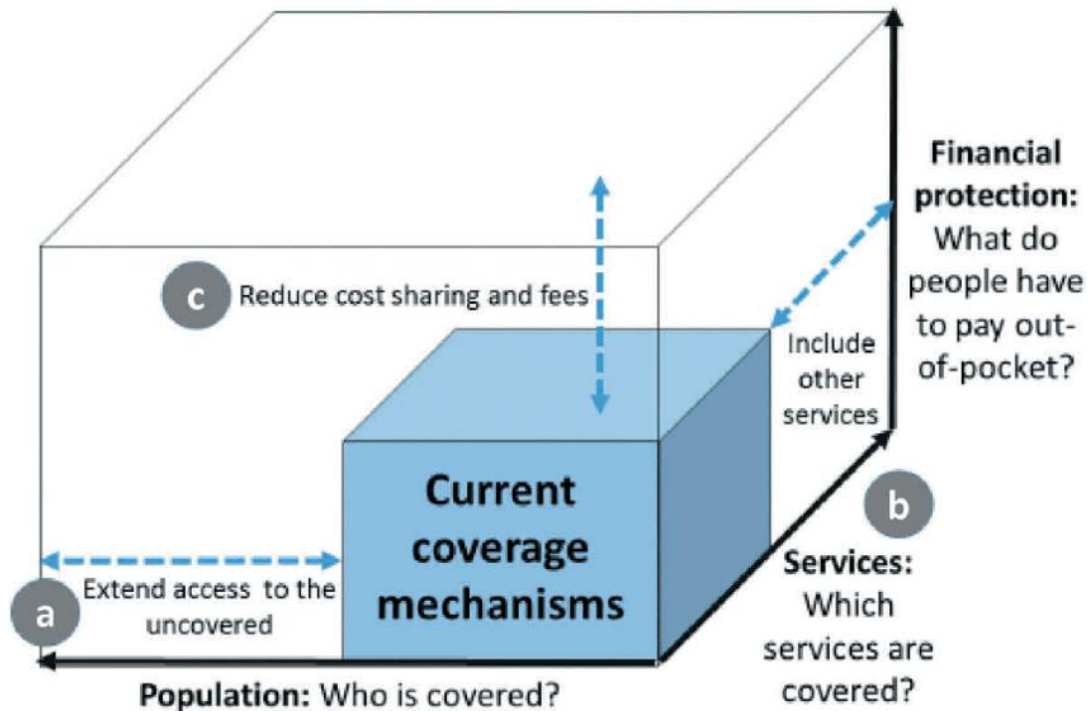 Financial
protection:
What do
people have
to pay out-
of-pocket?
c
Reduce cost sharing and fees
Include
other
services
Current
coverage
mechanisms
b
a
Extend access to the
uncovered
Services:
Which
services are
covered?
Population: Who is covered?